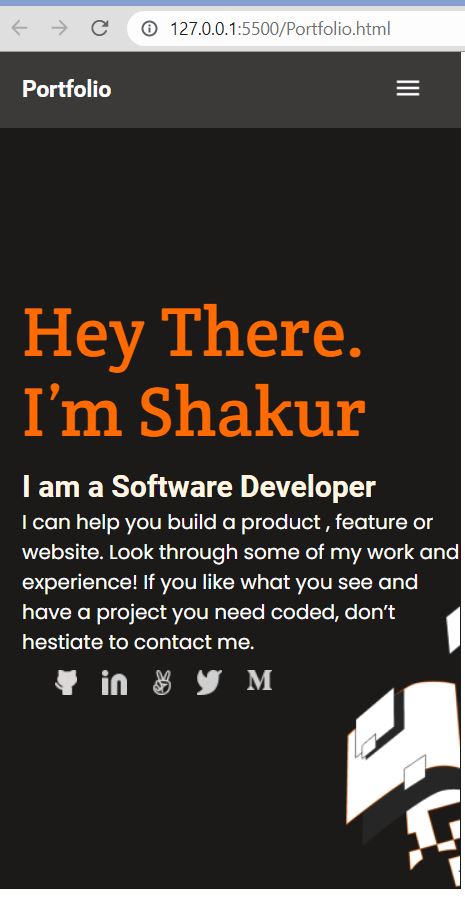 127.0.0.1:5500/Portfolio.html
Portfolio
Hey There.
I’m Shakur
I am a Software Developer
I can help you build a product , feature or
website. Look through some of my work and
experience! If you like what you see and
have a project you need coded, don’t
hestiate to contact me.